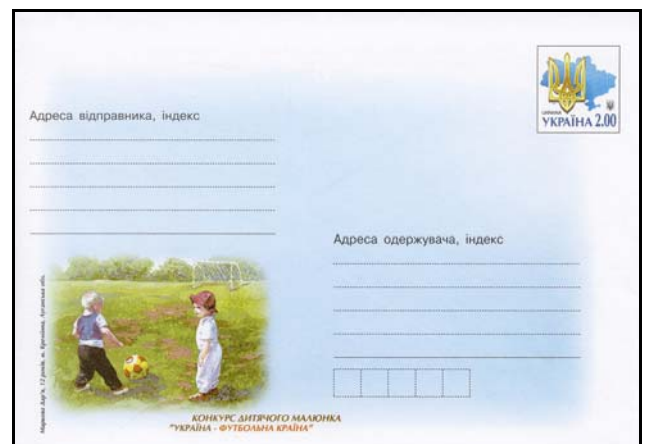 УКРАЇНА 2.00
Адреса відправника, індекс
Адреса одержувача, індекс
КОНКУРС ДИТЯЧОГО МАЛЮНКА
"УКРАЇНА - ФУТБОЛЬНА КРАЇНА"